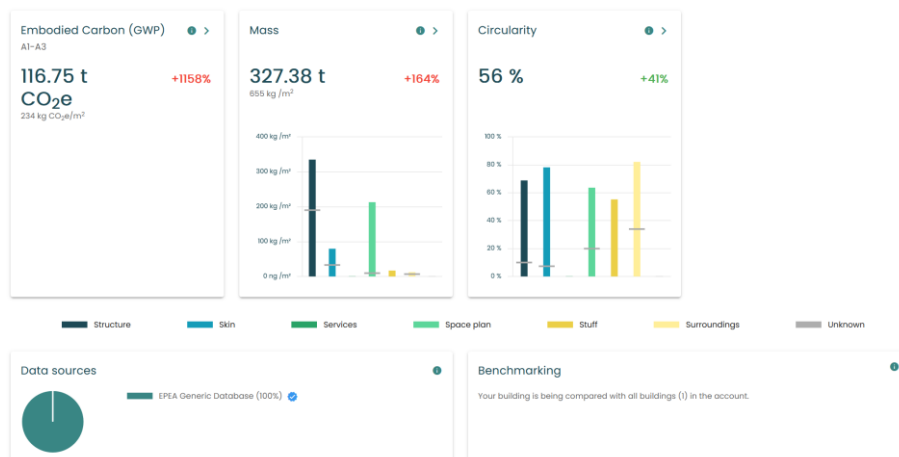 Embodied Carbon (GWP)
A1-A3
116.75 t
CO₂e
+1158%
234 kg CO₂e/m²
Mass
327.38 t
+164%
655 kg /m²
400 kg /m²
300 kg /m²
200 kg /m²
100 kg /m²
0 ng /m²
Circularity
56 %
+41%
100 %
80 %
60 %
40 %
20 %
0 %
Structure
Skin
Services
Space plan
Stuff
Surroundings
Unknown
Data sources
EPEA Generic Database (100%)
Benchmarking
Your building is being compared with all buildings (1) in the account.